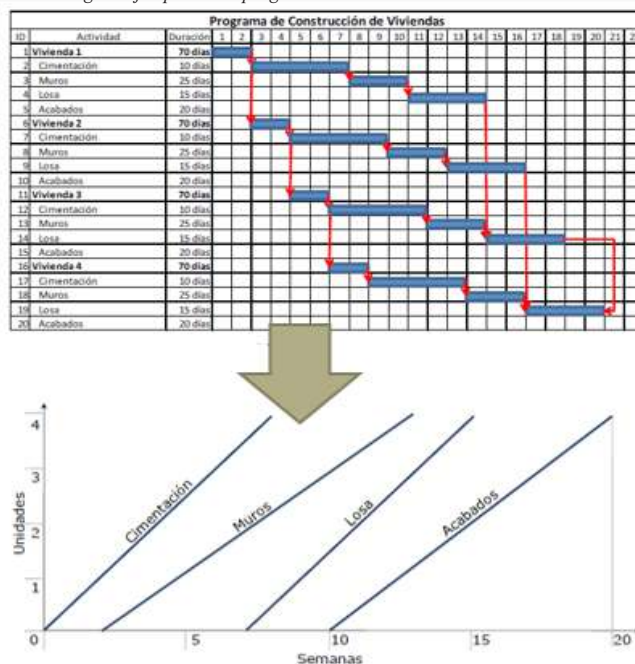 Programa de Construcción de Viviendas
ID Actividad Duración 1 2 3 4 5 6 7 8 9 10 11 12 13 14 15 16 17 18 19 20 21
1 Vivienda 1 70 días
2 Cimentación 10 días
3 Muros 25 días
4 Losa 15 días
5 Acabados 20 días
6 Vivienda 2 70 días
7 Cimentación 10 días
8 Muros 25 días
9 Losa 15 días
10 Acabados 20 días
11 Vivienda 3 70 días
12 Cimentación 10 días
13 Muros 25 días
14 Losa 15 días
15 Acabados 20 días
16 Vivienda 4 70 días
17 Cimentación 10 días
18 Muros 25 días
19 Losa 15 días
20 Acabados 20 días
4
3
2
1
Unidades
Cimentación
Muros
Losa
Acabados
0 5 10 15 20
Semanas